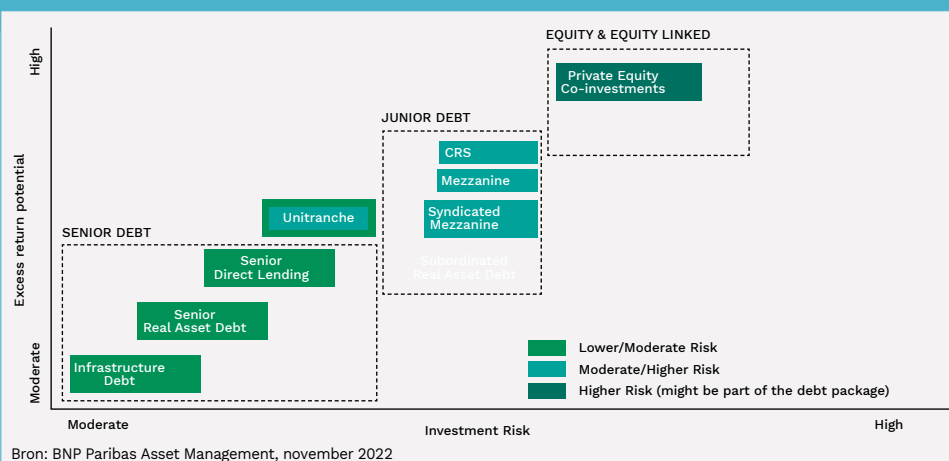 EQUITY & EQUITY LINKED
High
Private Equity
Co-investments
JUNIOR DEBT
CRS
Mezzanine
Excess return potential
Syndicated
Mezzanine
Unitranche
SENIOR DEBT
Senior
Direct Lending
Subordinated
Real Asset Debt
Senior
Real Asset Debt
Infrastructure
Debt
Moderate
Lower/Moderate Risk
Moderate/Higher Risk
Higher Risk (might be part of the debt package)
Moderate
Investment Risk
High
Bron: BNP Paribas Asset Management, november 2022